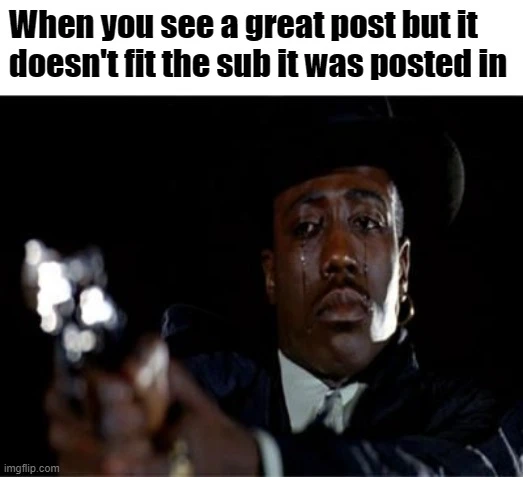 When you see a great post but it
doesn't fit the sub it was posted in
imgflip.com